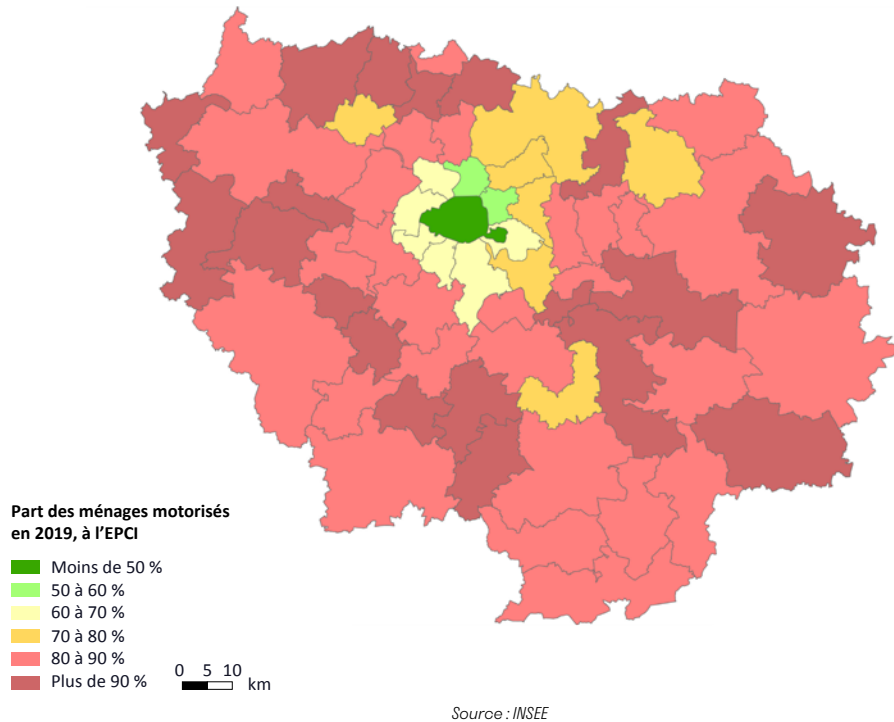 Part des ménages motorisés
en 2019, à l'EPCI
Moins de 50 %
50 à 60 %
60 à 70 %
70 à 80 %
80 à 90 %
Plus de 90 %
0 5 10
km
Source : INSEE